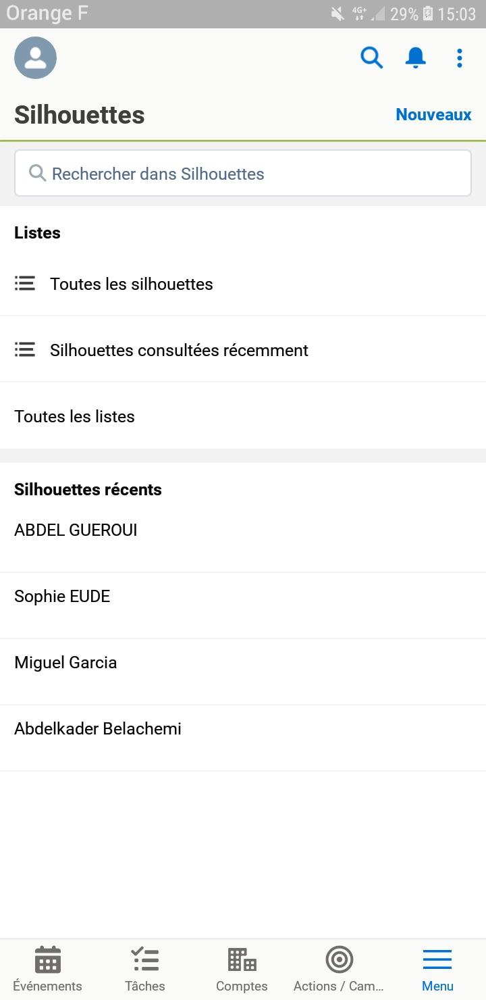 Orange F 4G+ 29% 15:03
Silhouettes Nouveaux
Rechercher dans Silhouettes
Listes
Toutes les silhouettes
Silhouettes consultées récemment
Toutes les listes
Silhouettes récents
ABDEL GUEROUI
Sophie EUDE
Miguel Garcia
Abdelkader Belachemi
Événements Tâches Comptes Actions / Cam... Menu